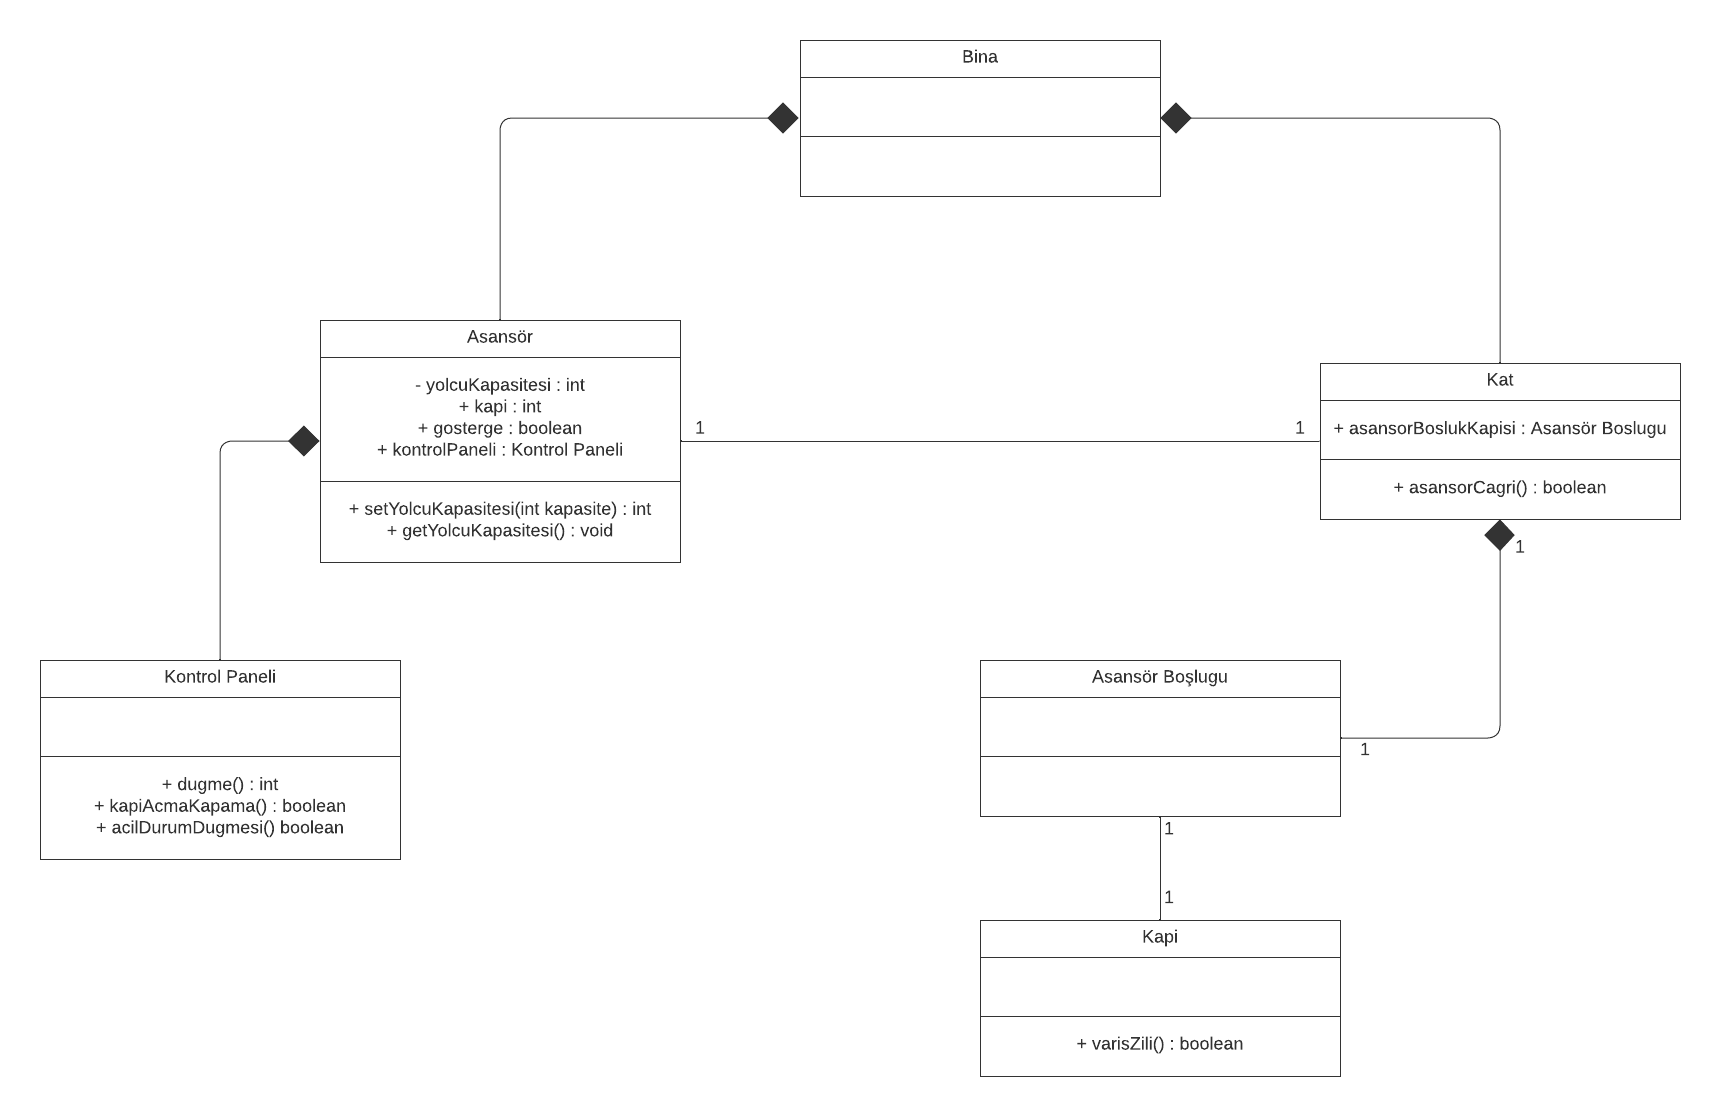 Bina
Asansör
- yolcuKapasitesi : int
+ kapi : int
+ gosterge : boolean
+ kontrolPaneli : Kontrol Paneli
+ setYolcuKapasitesi(int kapasite) : int
+ getYolcuKapasitesi() : void
1
1
Kat
+ asansorBoslukKapisi : Asansör Boslugu
+ asansorCagri() : boolean
1
Kontrol Paneli
+ dugme() : int
+ kapiAcmaKapama() : boolean
+ acilDurumDugmesi() boolean
Asansör Boşlugu
1
1
1
Kapi
+ varisZili() : boolean